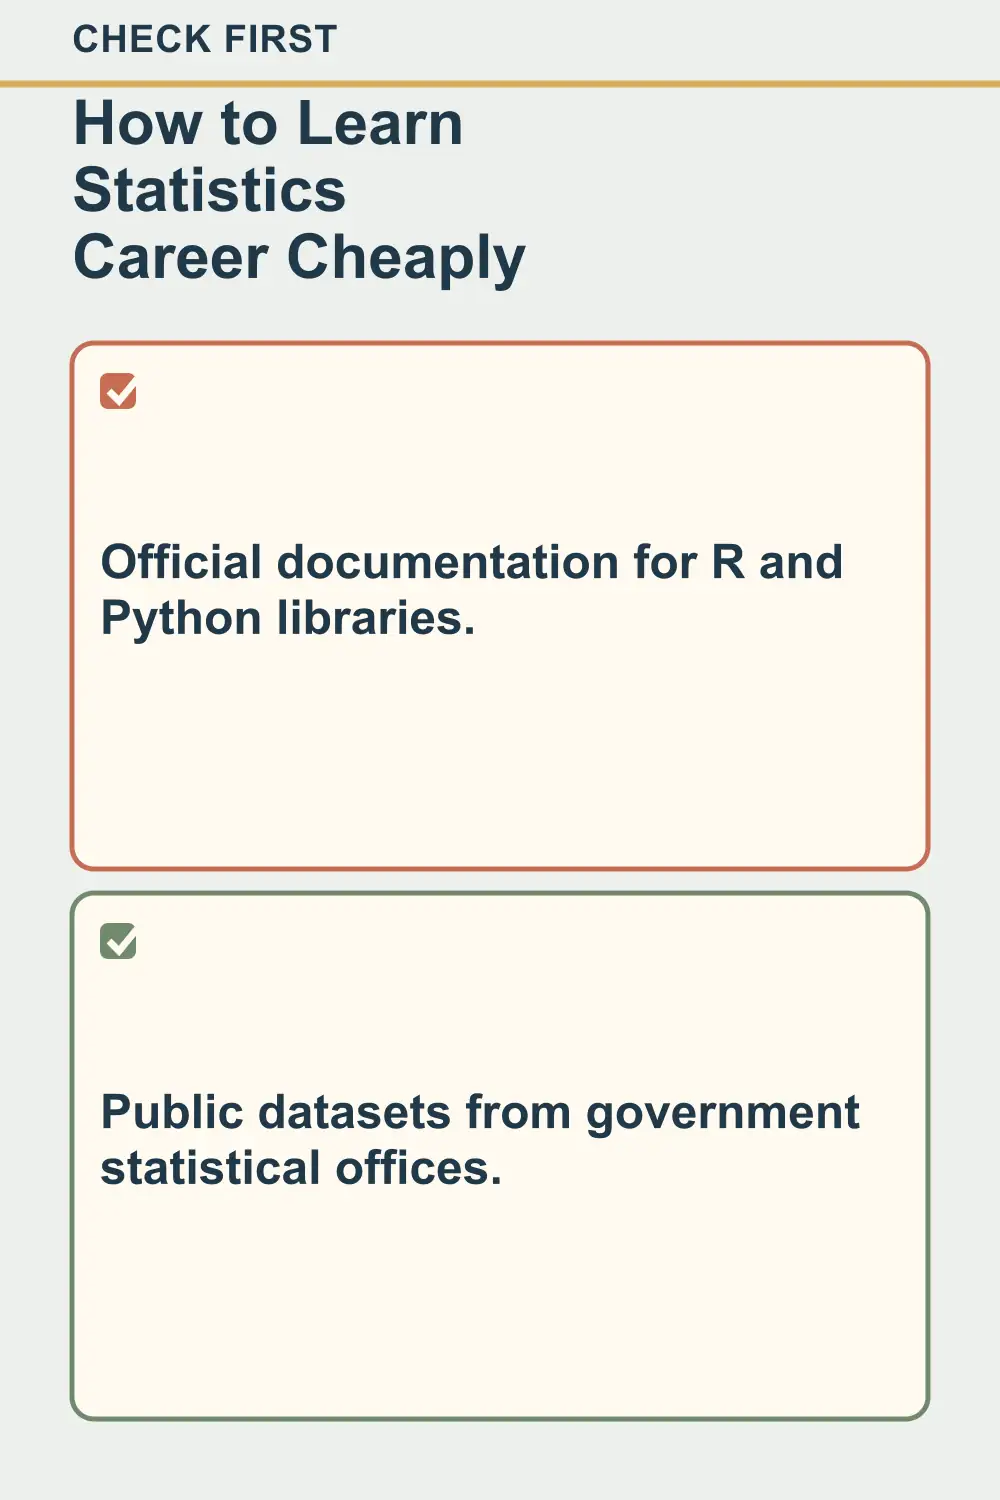 CHECK FIRST
How to Learn
Statistics
Career Cheaply
Official documentation for R and
Python libraries.
Public datasets from government
statistical offices.